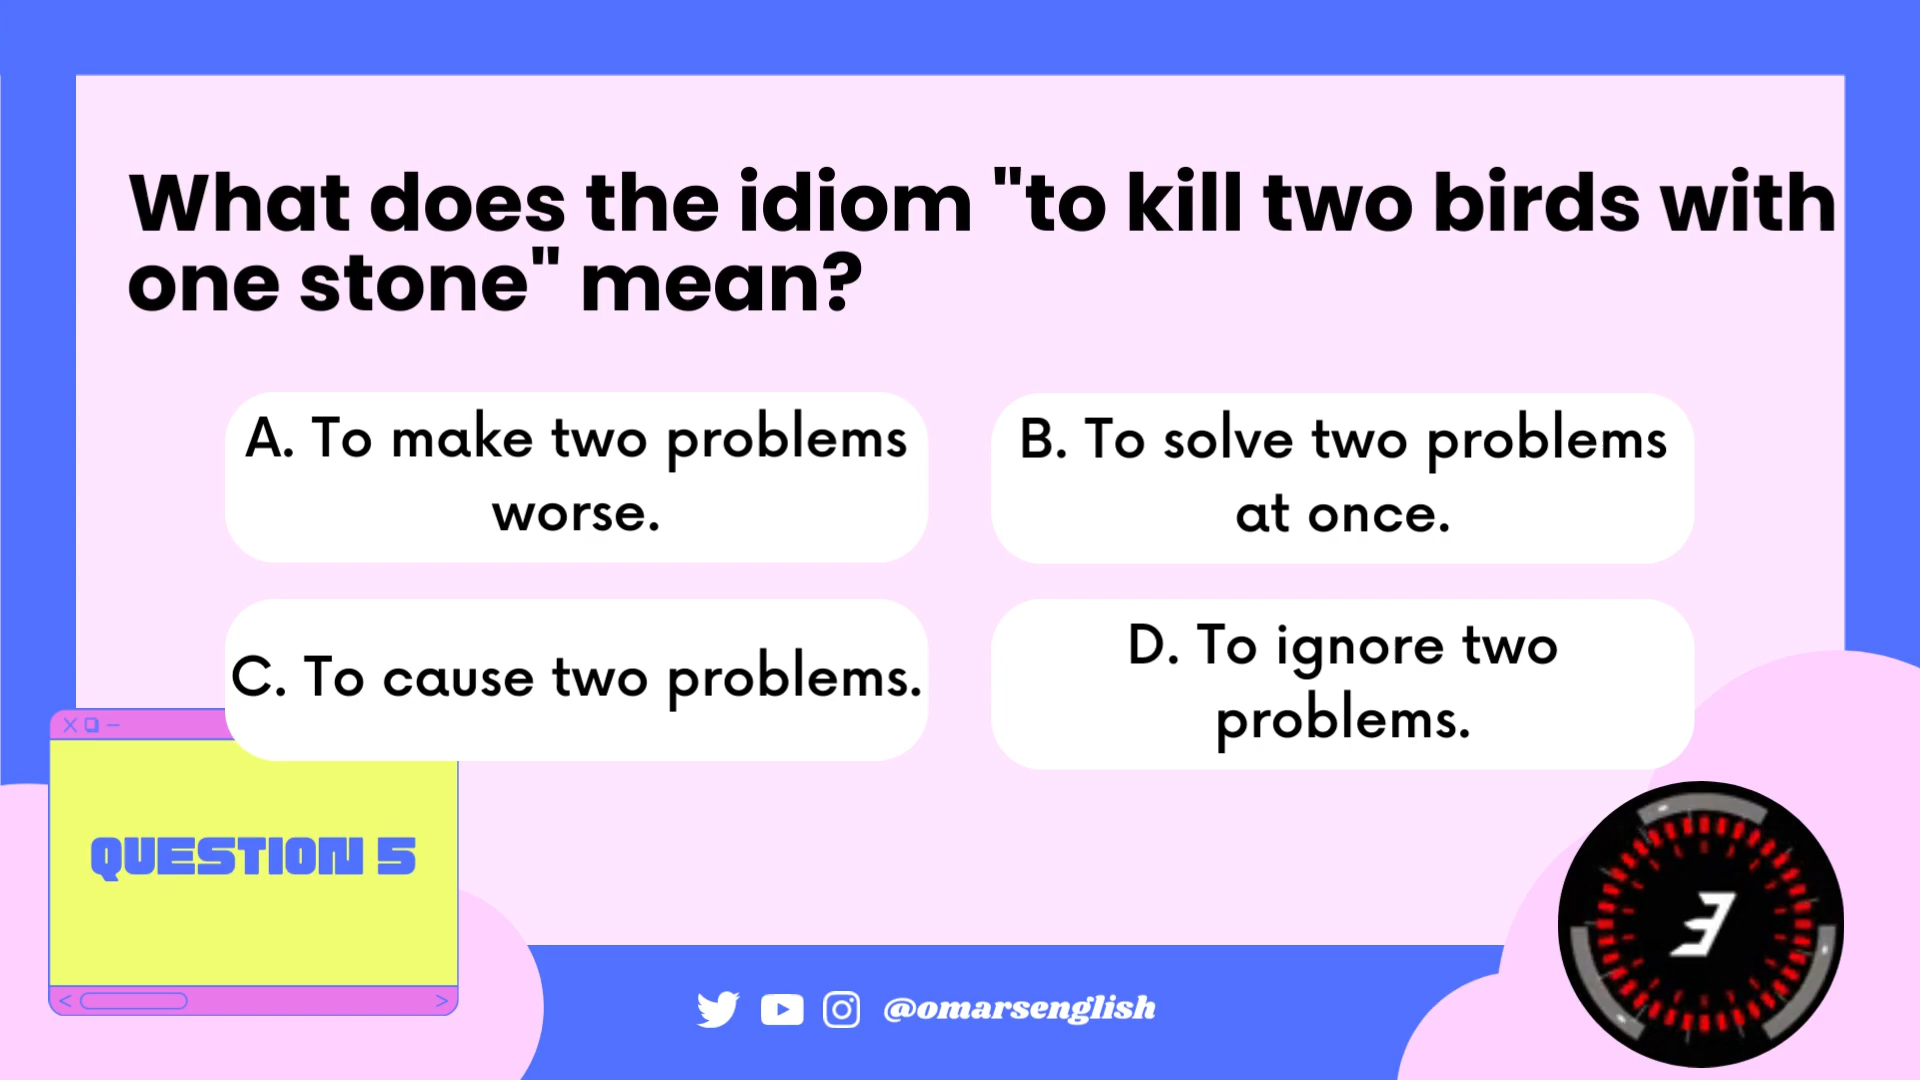 What does the idiom "to kill two birds with
one stone" mean?
A. To make two problems
worse.
B. To solve two problems
at once.
C. To cause two problems.
D. To ignore two
problems.
QUESTION 5
3
@omarsenglish